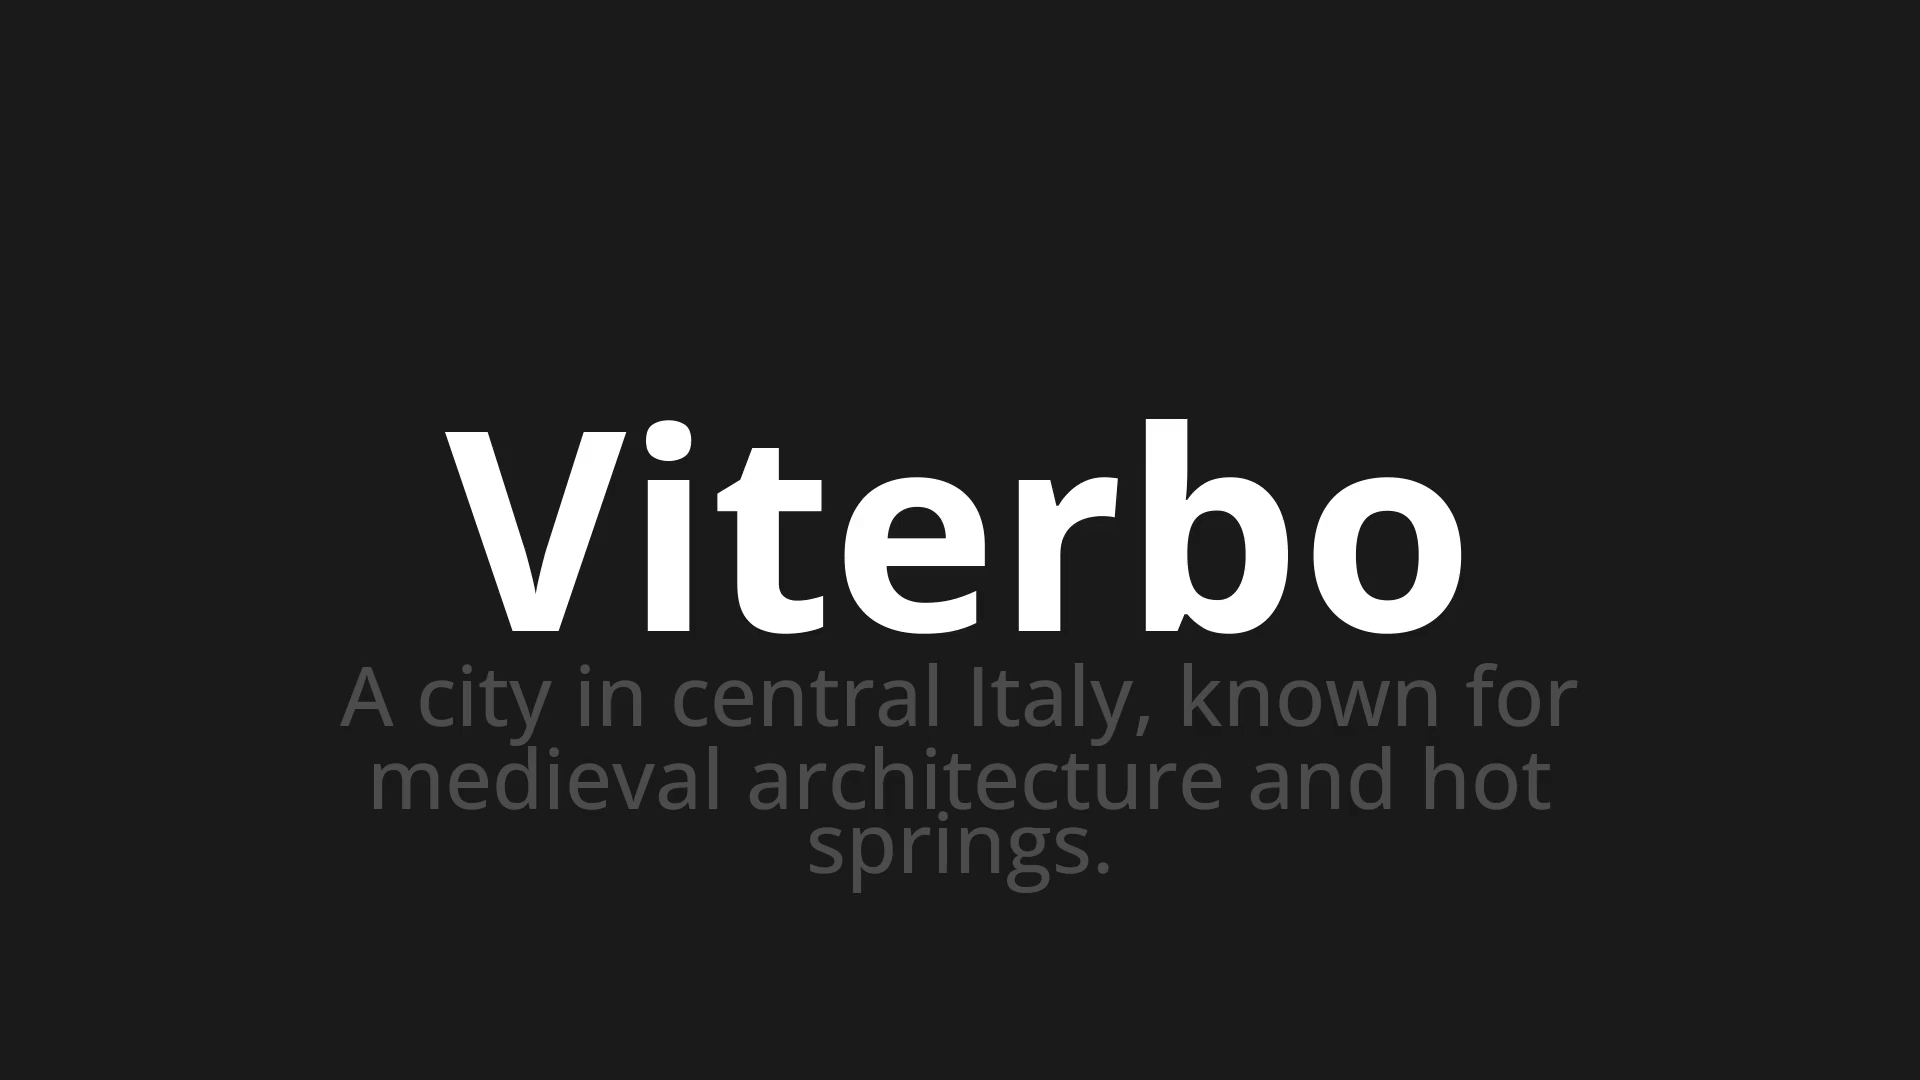 Viterbo
A city in central Italy, known for
medieval architecture and hot
springs.